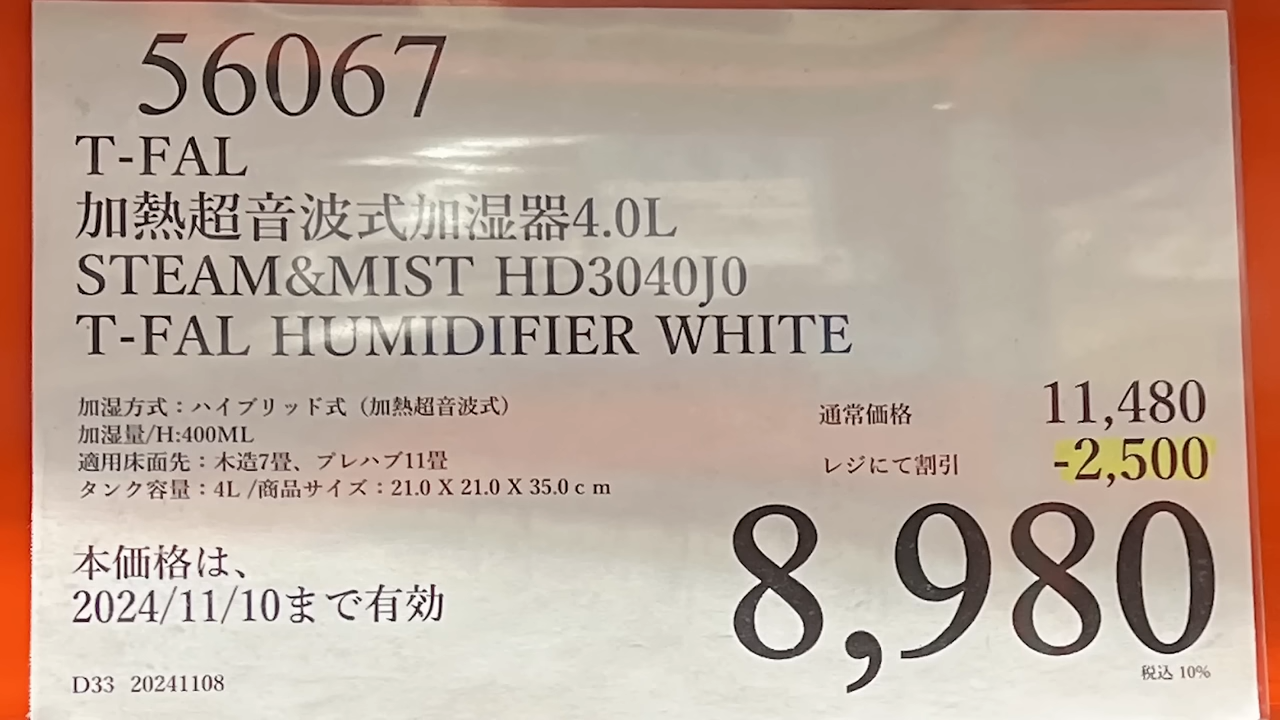 56067
T-FAL
加熱超音波式加湿器4.0L
STEAM&MIST HD3040J0
T-FAL HUMIDIFIER WHITE
加湿方式：ハイブリッド式（加熱超音波式）
加湿量/H:400ML
適用床面先：木造7畳、プレハブ11畳
タンク容量：4L /商品サイズ：21.0 X 21.0 X 35.0ｃｍ
通常価格 11,480
レジにて割引 -2,500
8,980
税込 10%
本価格は、
2024/11/10まで有効
D33 20241108